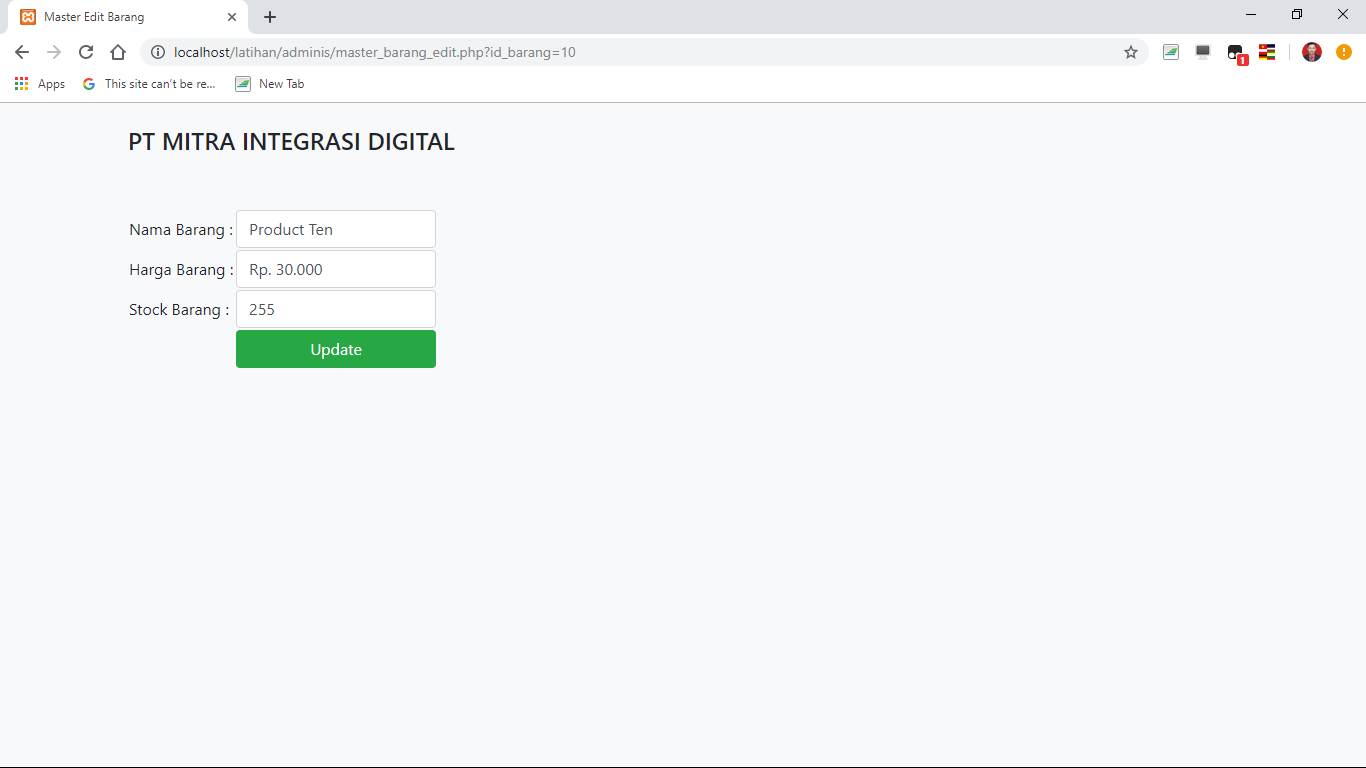 Master Edit Barang
localhost/latihan/adminis/master_barang_edit.php?id_barang=10
1
Apps
This site can't be re...
New Tab
PT MITRA INTEGRASI DIGITAL
Nama Barang : Product Ten
Harga Barang : Rp. 30.000
Stock Barang : 255
Update